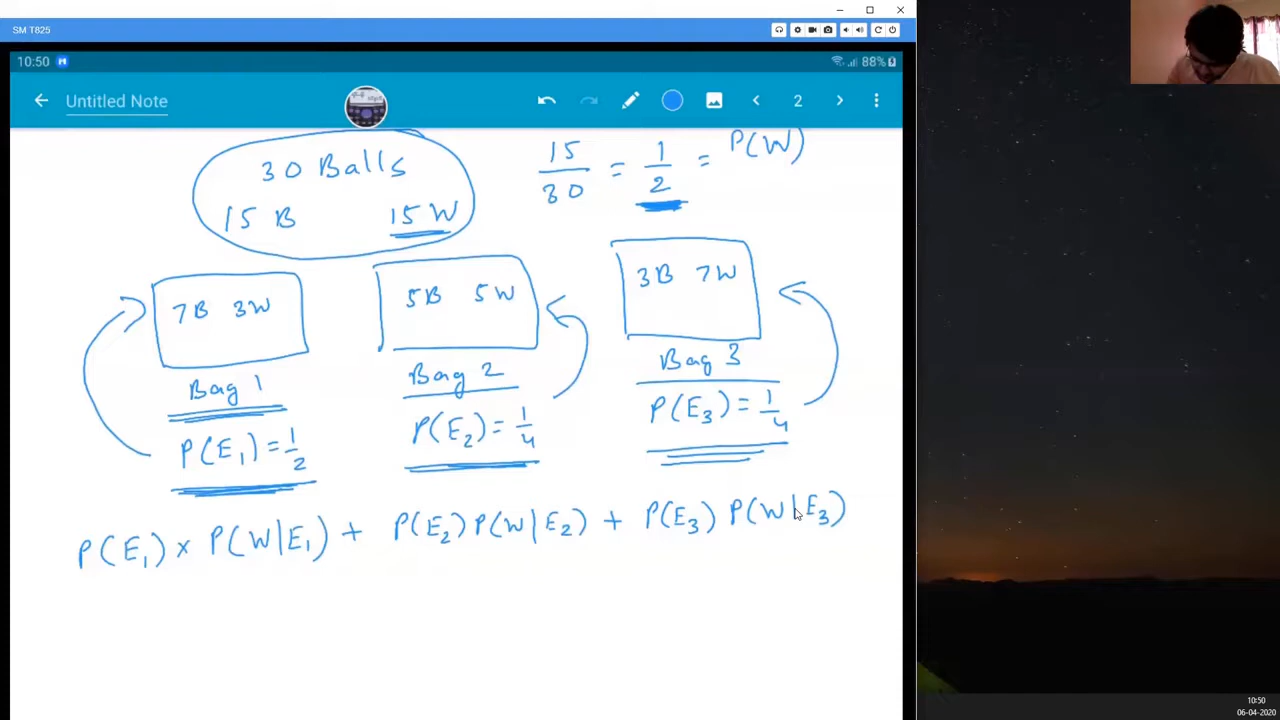 SM T825
10:50 88%
Untitled Note 2
30 Balls
15 B 15 W
15/30 = 1/2 = P(W)
7B 3W
5B 5W
3B 7W
Bag 1
Bag 2
Bag 3
P(E₁) = 1/2
P(E₂) = 1/4
P(E₃) = 1/4
P(E₁) × P(W|E₁) + P(E₂) P(W|E₂) + P(E₃) P(W|E₃)
10:50
06-04-2020